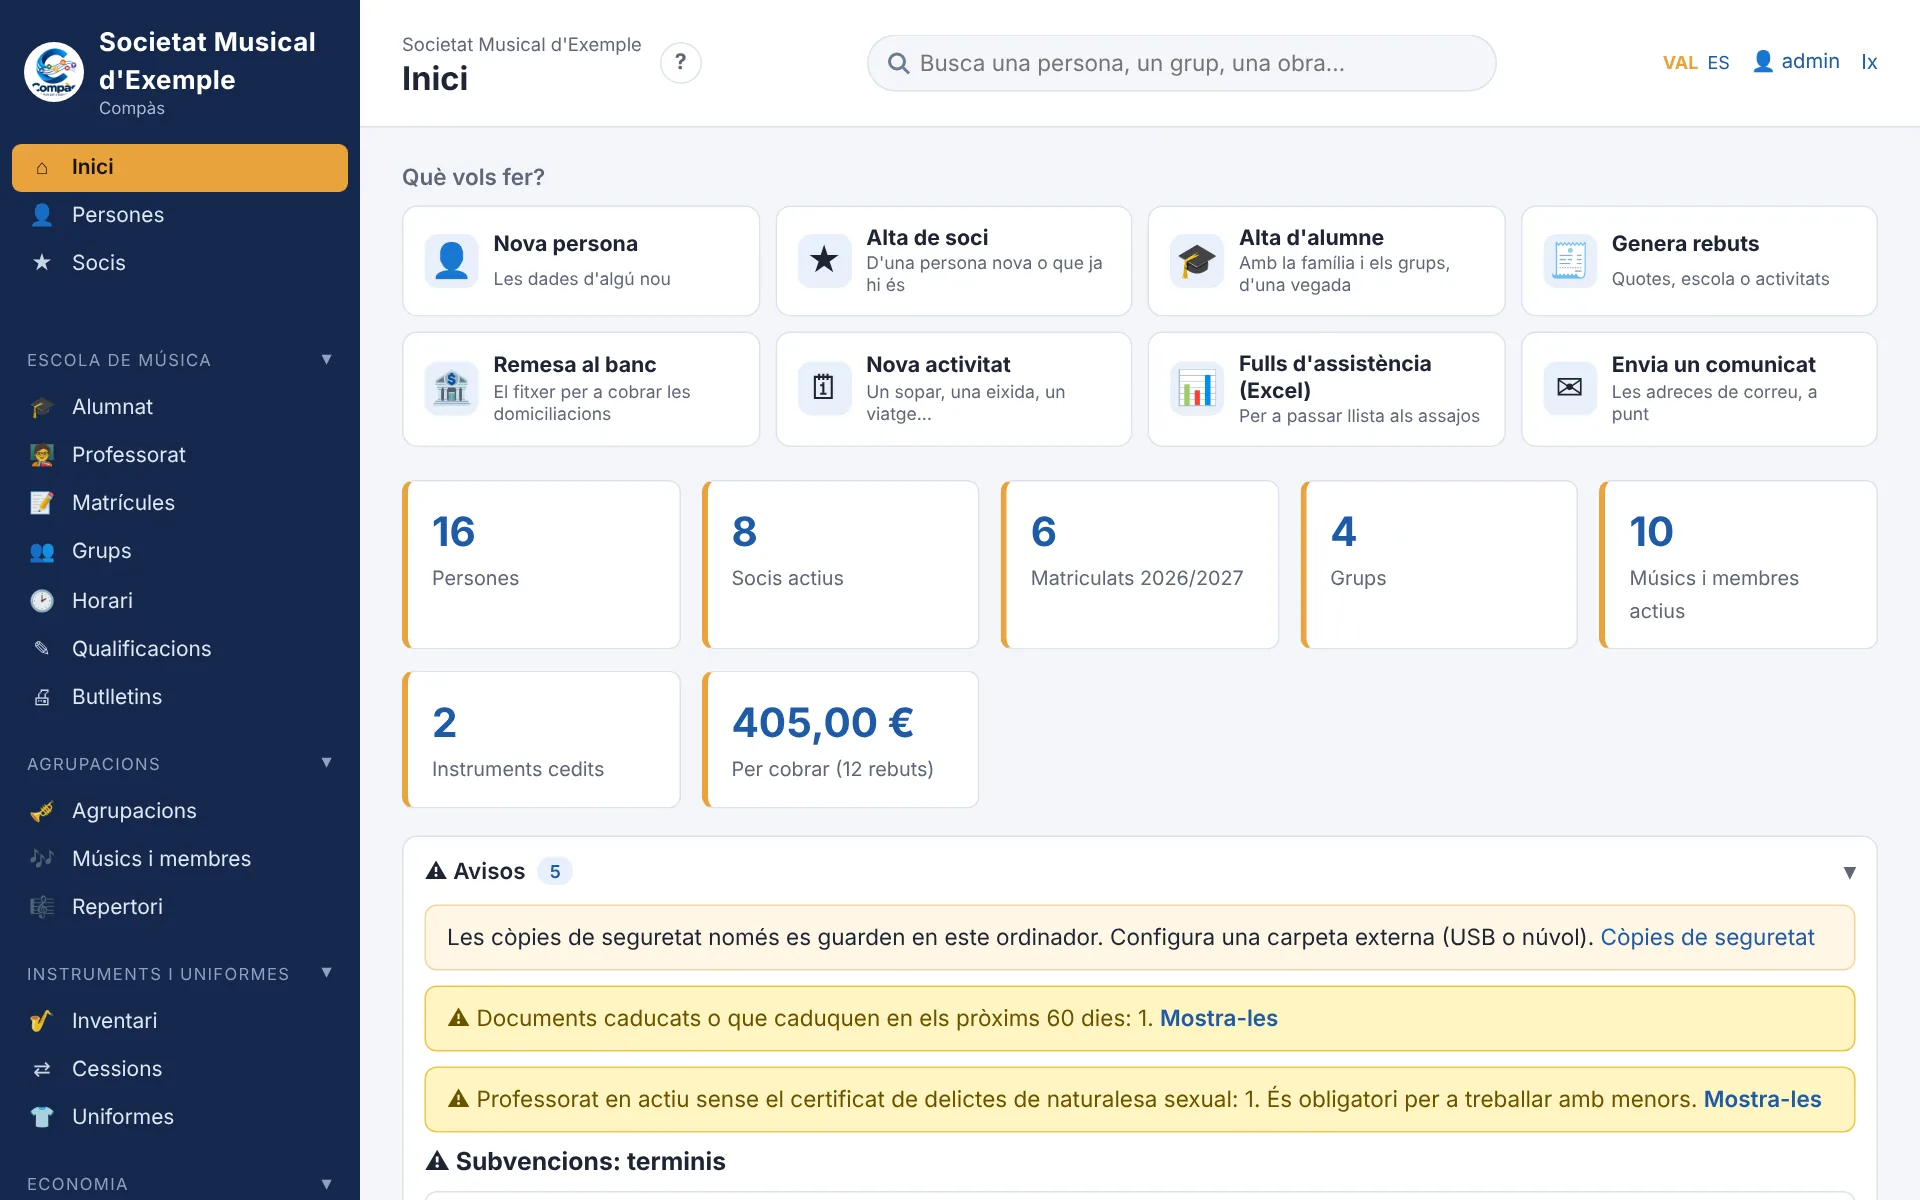 Societat Musical
d'Exemple
Compàs
Compàs
Inici
Persones
Socis
ESCOLA DE MÚSICA
Alumnat
Professorat
Matrícules
Grups
Horari
Qualificacions
Butlletins
AGRUPACIONS
Agrupacions
Músics i membres
Repertori
INSTRUMENTS I UNIFORMES
Inventari
Cessions
Uniformes
ECONOMIA
Societat Musical d'Exemple
Inici
?
Busca una persona, un grup, una obra...
VAL ES admin Ix
Què vols fer?
Nova persona
Les dades d'algú nou
Alta de soci
D'una persona nova o que ja
hi és
Alta d'alumne
Amb la família i els grups,
d'una vegada
Genera rebuts
Quotes, escola o activitats
Remesa al banc
El fitxer per a cobrar les
domiciliacions
Nova activitat
Un sopar, una eixida, un
viatge...
Fulls d'assistència
(Excel)
Per a passar llista als assajos
Envia un comunicat
Les adreces de correu, a
punt
16
Persones
8
Socis actius
6
Matriculats 2026/2027
4
Grups
10
Músics i membres
actius
2
Instruments cedits
405,00 €
Per cobrar (12 rebuts)
Avisos 5
Les còpies de seguretat només es guarden en este ordinador. Configura una carpeta externa (USB o núvol). Còpies de seguretat
Documents caducats o que caduquen en els pròxims 60 dies: 1. Mostra-les
Professorat en actiu sense el certificat de delictes de naturalesa sexual: 1. És obligatori per a treballar amb menors. Mostra-les
Subvencions: terminis